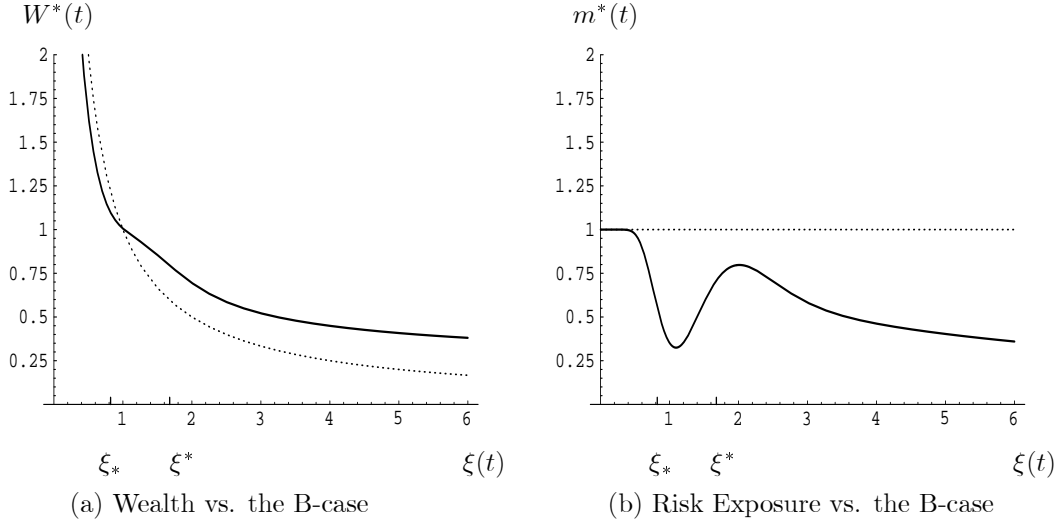 W*(t)
2
1.75
1.5
1.25
1
0.75
0.5
0.25
1 2 3 4 5 6
ξ* ξ* ξ(t)
(a) Wealth vs. the B-case
m*(t)
2
1.75
1.5
1.25
1
0.75
0.5
0.25
1 2 3 4 5 6
ξ* ξ* ξ(t)
(b) Risk Exposure vs. the B-case